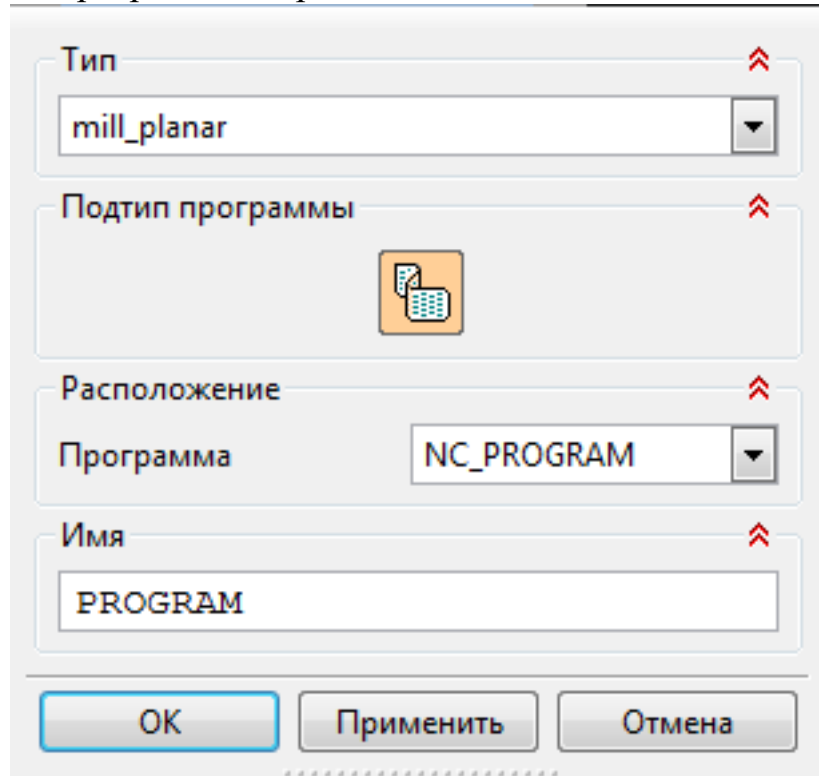 Тип
mill_planar
Подтип программы
Расположение
Программа NC_PROGRAM
Имя
PROGRAM
OK Применить Отмена